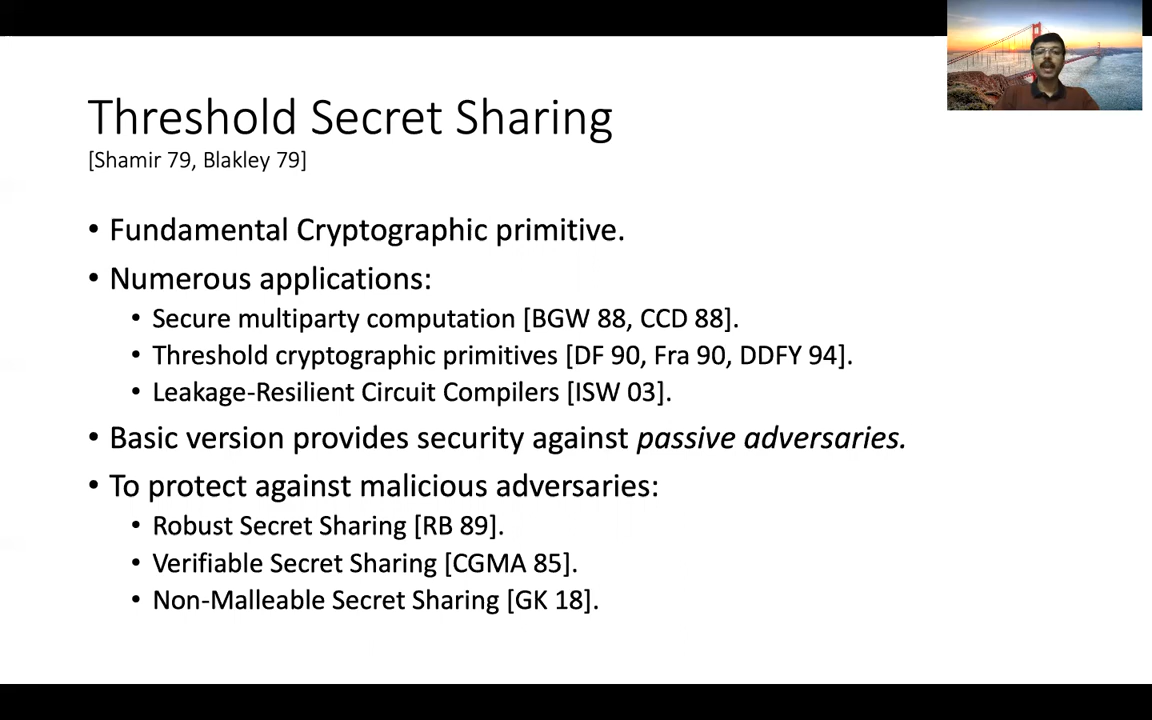 Threshold Secret Sharing
[Shamir 79, Blakley 79]
• Fundamental Cryptographic primitive.
• Numerous applications:
• Secure multiparty computation [BGW 88, CCD 88].
• Threshold cryptographic primitives [DF 90, Fra 90, DDFY 94].
• Leakage-Resilient Circuit Compilers [ISW 03].
• Basic version provides security against passive adversaries.
• To protect against malicious adversaries:
• Robust Secret Sharing [RB 89].
• Verifiable Secret Sharing [CGMA 85].
• Non-Malleable Secret Sharing [GK 18].